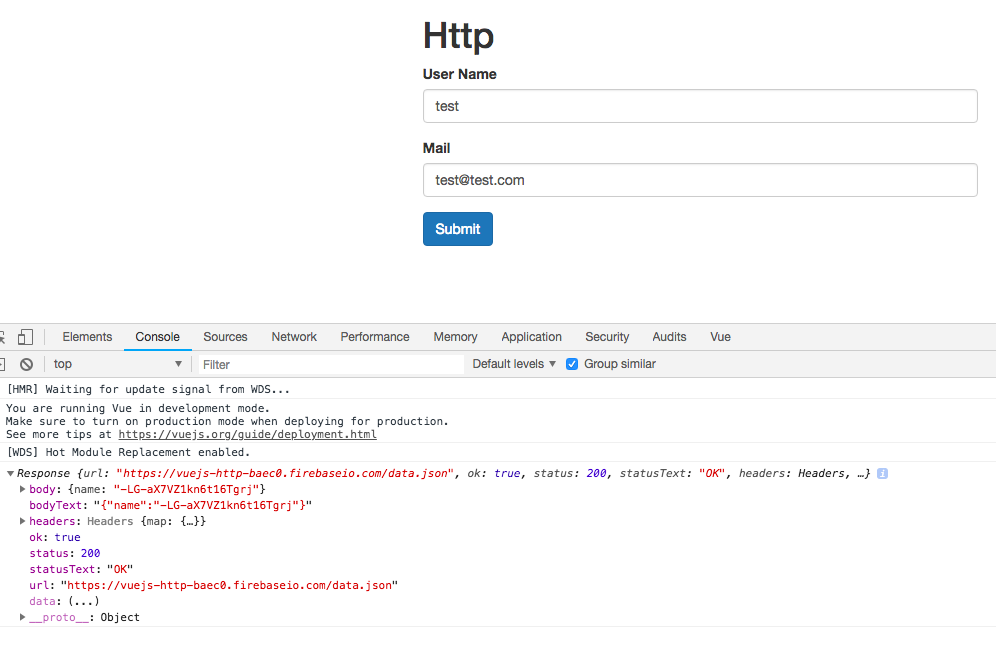 Http
User Name
test
Mail
test@test.com
Submit
Elements Console Sources Network Performance Memory Application Security Audits Vue
top ▼ Filter Default levels ▼ Group similar
[HMR] Waiting for update signal from WDS...
You are running Vue in development mode.
Make sure to turn on production mode when deploying for production.
See more tips at https://vuejs.org/guide/deployment.html
[WDS] Hot Module Replacement enabled.
▼Response {url: "https://vuejs-http-baec0.firebaseio.com/data.json", ok: true, status: 200, statusText: "OK", headers: Headers, …} i
▶body: {name: "-LG-aX7VZ1kn6t16Tgrj"}
bodyText: "{"name":"-LG-aX7VZ1kn6t16Tgrj"}"
▶headers: Headers {map: {…}}
ok: true
status: 200
statusText: "OK"
url: "https://vuejs-http-baec0.firebaseio.com/data.json"
data: (...)
▶__proto__: Object